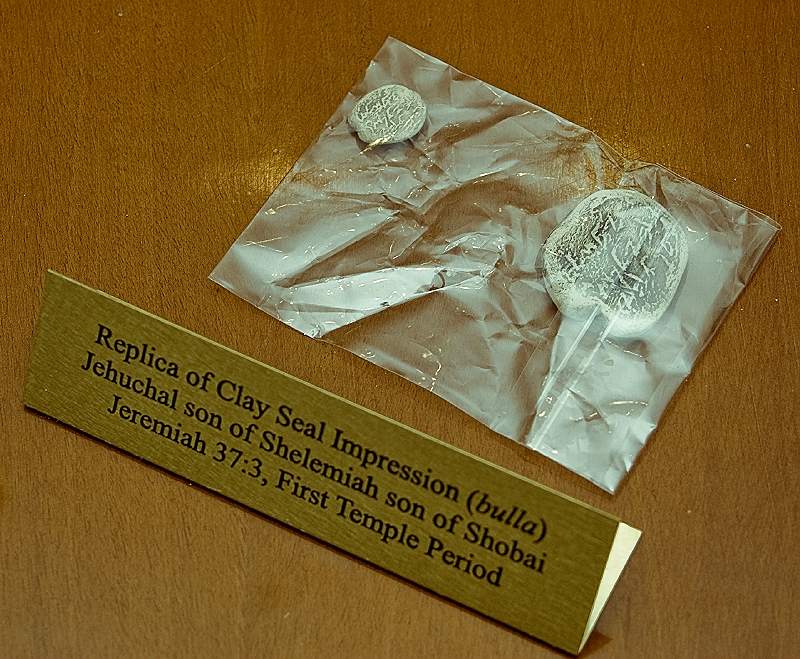 Replica of Clay Seal Impression (bulla)
Jehuchal son of Shelemiah son of Shobai
Jeremiah 37:3, First Temple Period